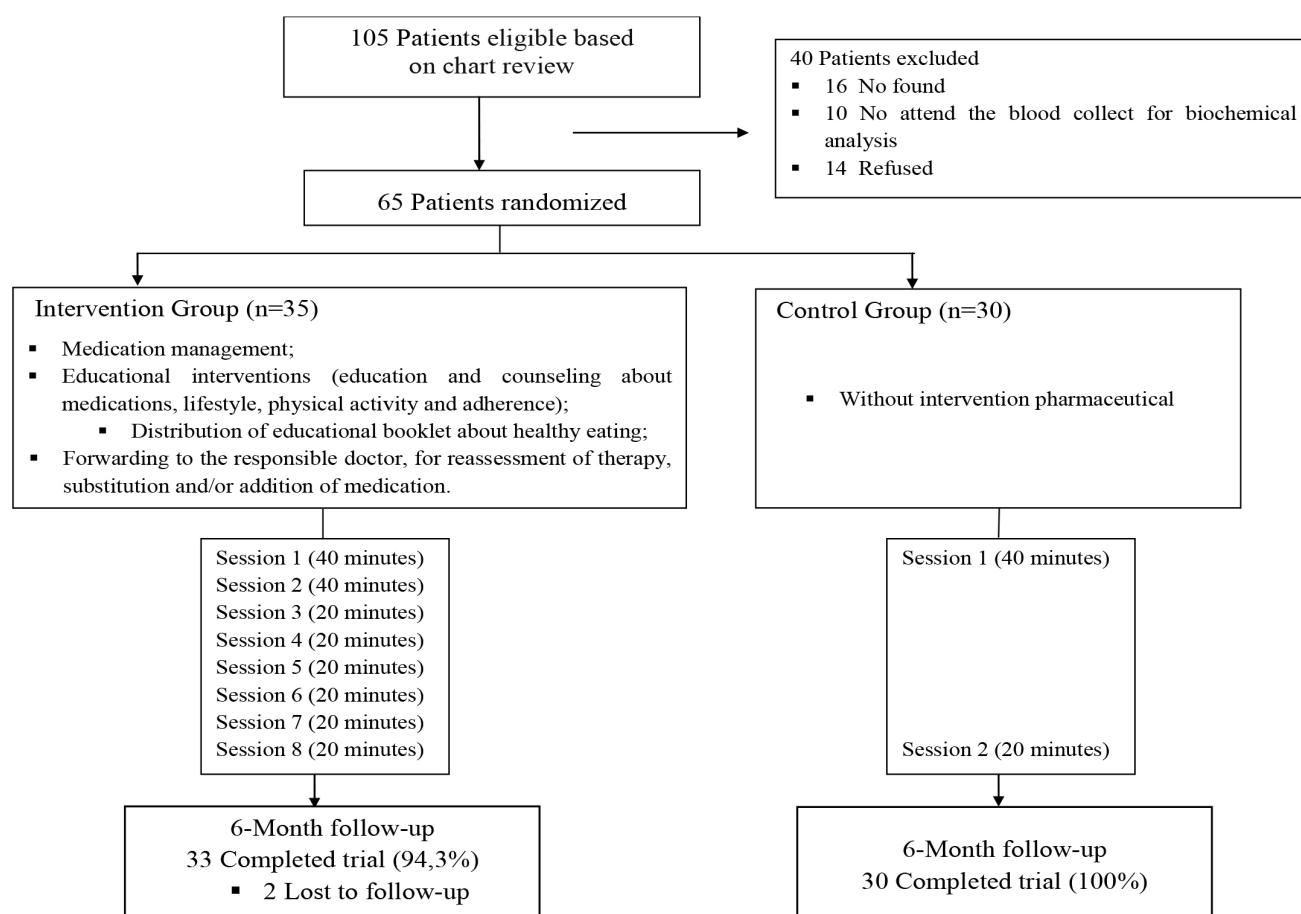 105 Patients eligible based
on chart review
40 Patients excluded
▪ 16 No found
▪ 10 No attend the blood collect for biochemical
analysis
▪ 14 Refused
65 Patients randomized
Intervention Group (n=35)
▪ Medication management;
▪ Educational interventions (education and counseling about
medications, lifestyle, physical activity and adherence);
▪ Distribution of educational booklet about healthy eating;
▪ Forwarding to the responsible doctor, for reassessment of therapy,
substitution and/or addition of medication.
Control Group (n=30)
▪ Without intervention pharmaceutical
Session 1 (40 minutes)
Session 2 (40 minutes)
Session 3 (20 minutes)
Session 4 (20 minutes)
Session 5 (20 minutes)
Session 6 (20 minutes)
Session 7 (20 minutes)
Session 8 (20 minutes)
Session 1 (40 minutes)
Session 2 (20 minutes)
6-Month follow-up
33 Completed trial (94,3%)
▪ 2 Lost to follow-up
6-Month follow-up
30 Completed trial (100%)